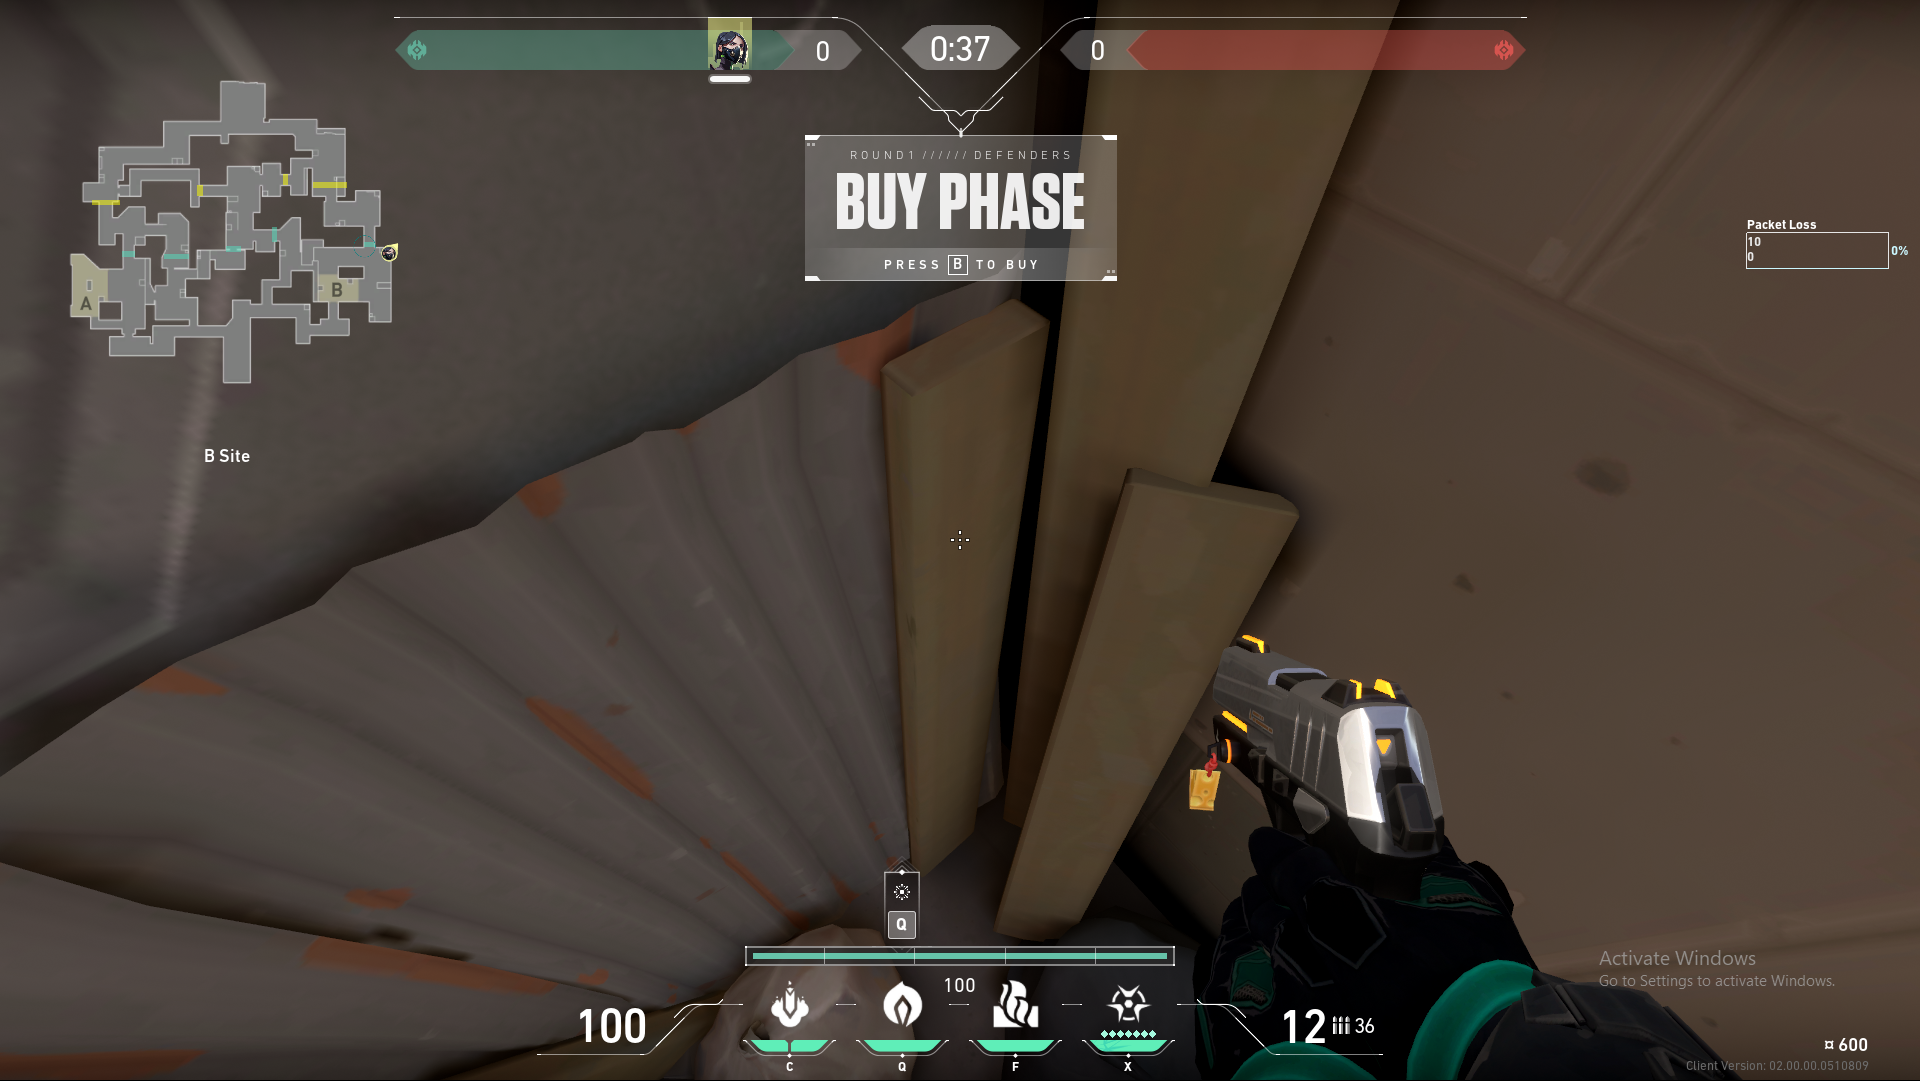 0
0:37
0
ROUND 1 ////// DEFENDERS
BUY PHASE
PRESS B TO BUY
Packet Loss
10
0
0%
A
B
B Site
Q
100
100
12
36
C
Q
F
X
Activate Windows
Go to Settings to activate Windows.
¤ 600
Client Version: 02.00.00.0510809